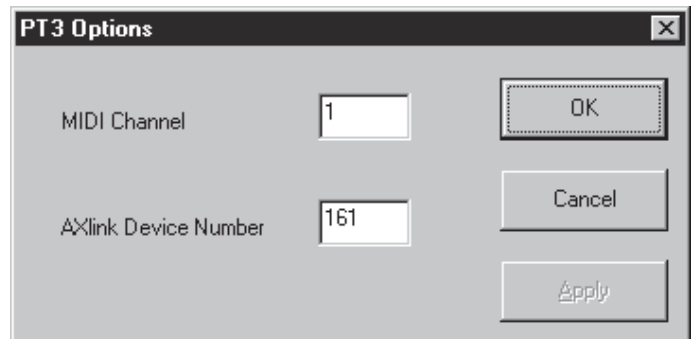 PT3 Options
MIDI Channel
1
OK
AXlink Device Number
161
Cancel
Apply